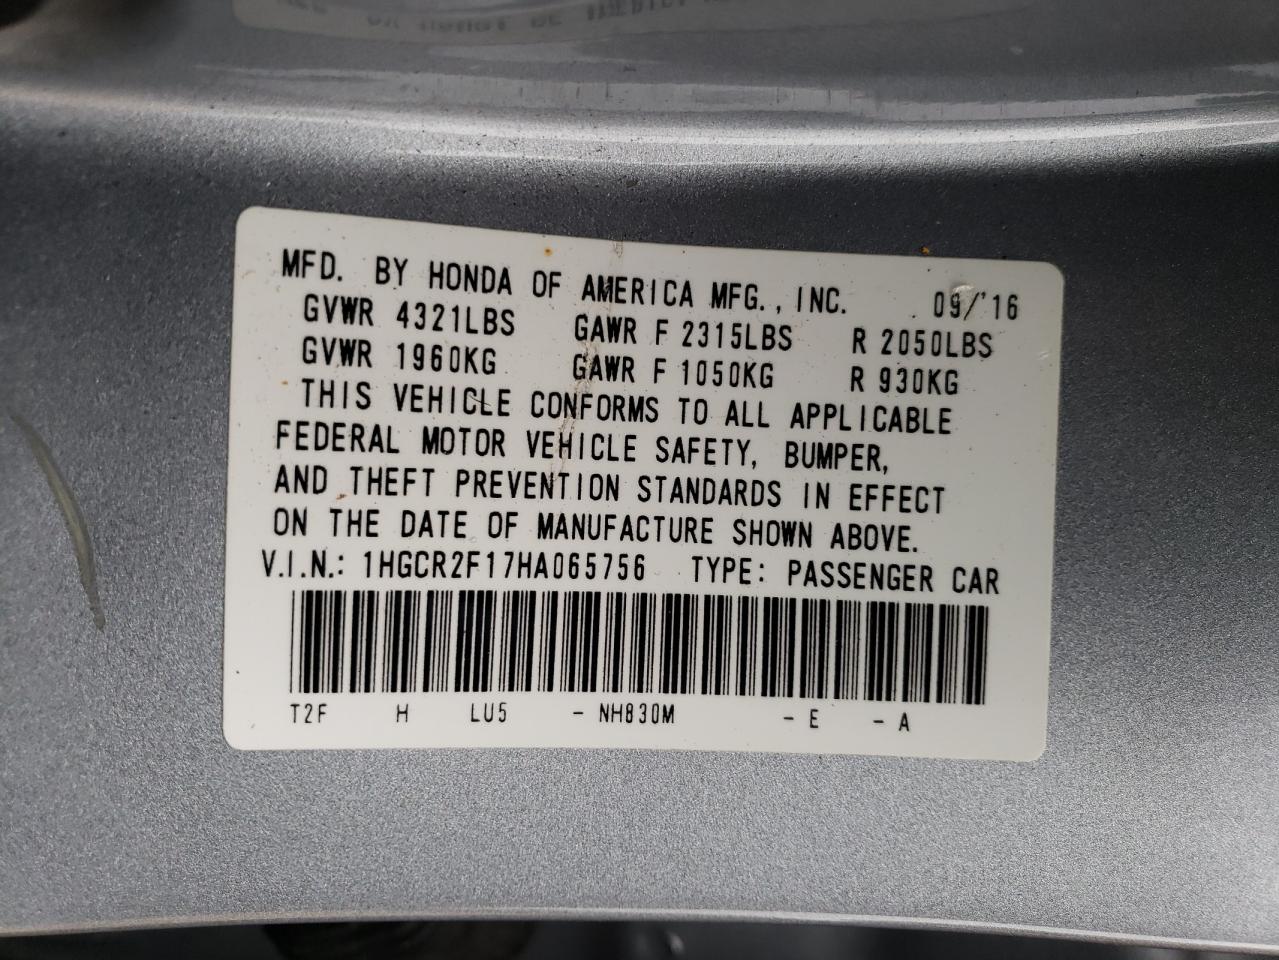 MFD. BY HONDA OF AMERICA MFG., INC. 09/'16
GVWR 4321LBS GAWR F 2315LBS R 2050LBS
GVWR 1960KG GAWR F 1050KG R 930KG
THIS VEHICLE CONFORMS TO ALL APPLICABLE
FEDERAL MOTOR VEHICLE SAFETY, BUMPER,
AND THEFT PREVENTION STANDARDS IN EFFECT
ON THE DATE OF MANUFACTURE SHOWN ABOVE.
V.I.N.: 1HGCR2F17HA065756 TYPE: PASSENGER CAR
T2F H LU5 - NH830M - E - A